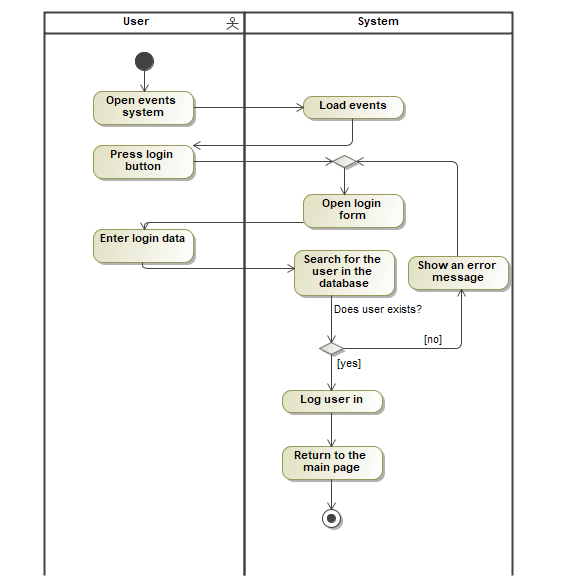 User
System
Open events
system
Load events
Press login
button
Open login
form
Enter login data
Search for the
user in the
database
Show an error
message
Does user exists?
[no]
[yes]
Log user in
Return to the
main page